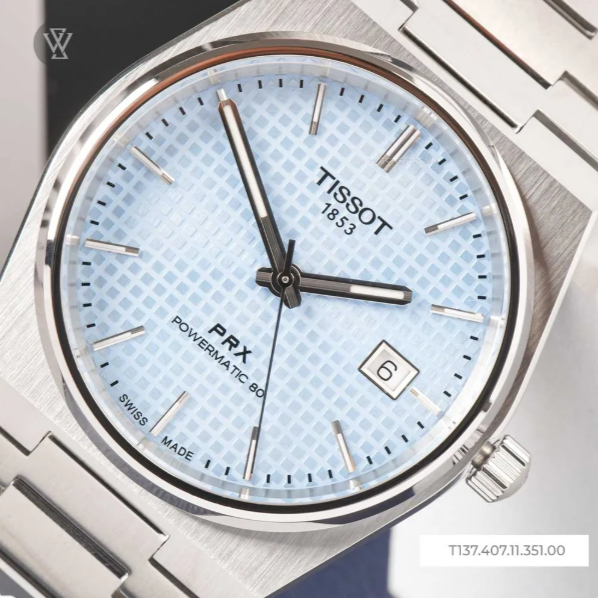 TISSOT
1853
PRX
POWERMATIC 80
6
SWISS MADE
T137.407.11.351.00